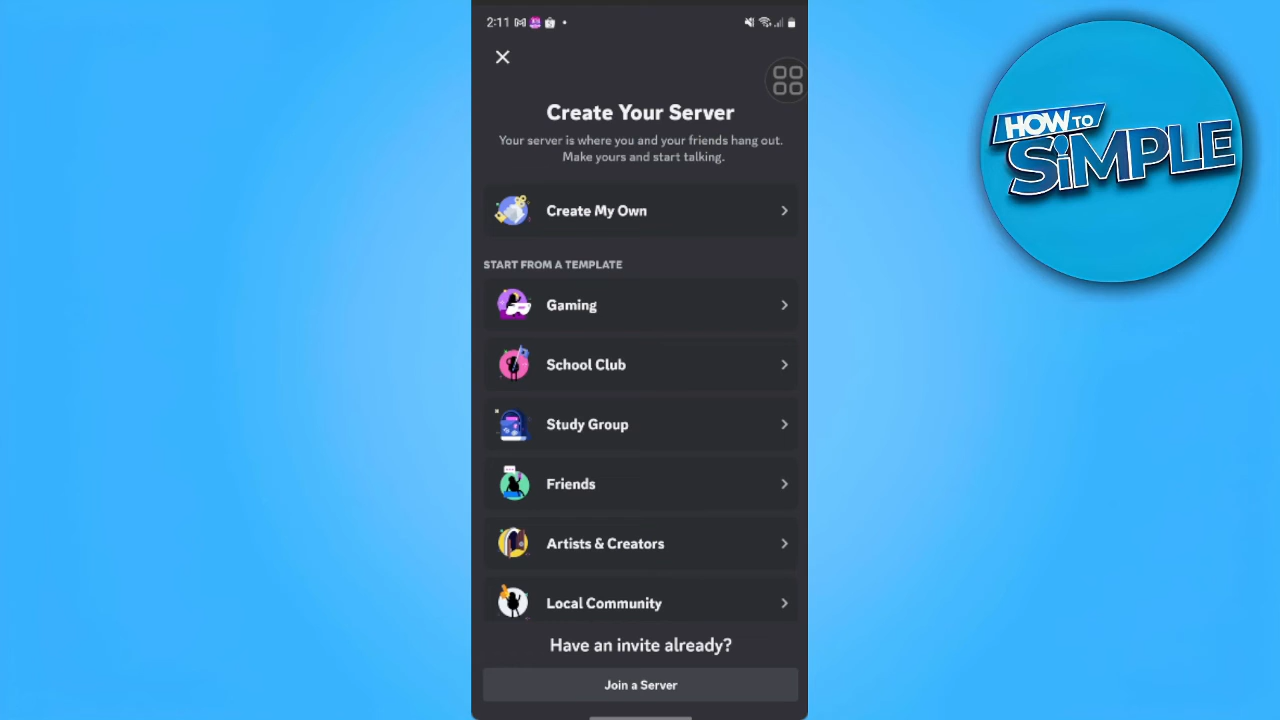 2:11
Create Your Server
Your server is where you and your friends hang out.
Make yours and start talking.
Create My Own
START FROM A TEMPLATE
Gaming
School Club
Study Group
Friends
Artists & Creators
Local Community
Have an invite already?
Join a Server
HOW TO
SiMPLE